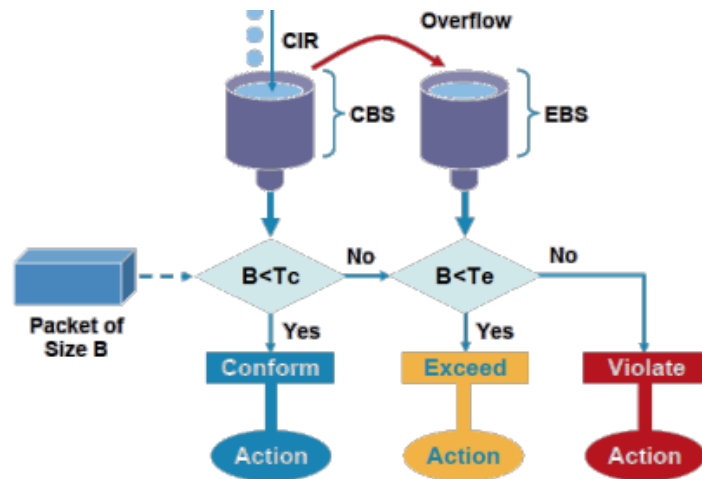 Overflow
CIR
CBS
EBS
B<Tc
No
B<Te
No
Packet of
Size B
Yes
Yes
Conform
Exceed
Violate
Action
Action
Action